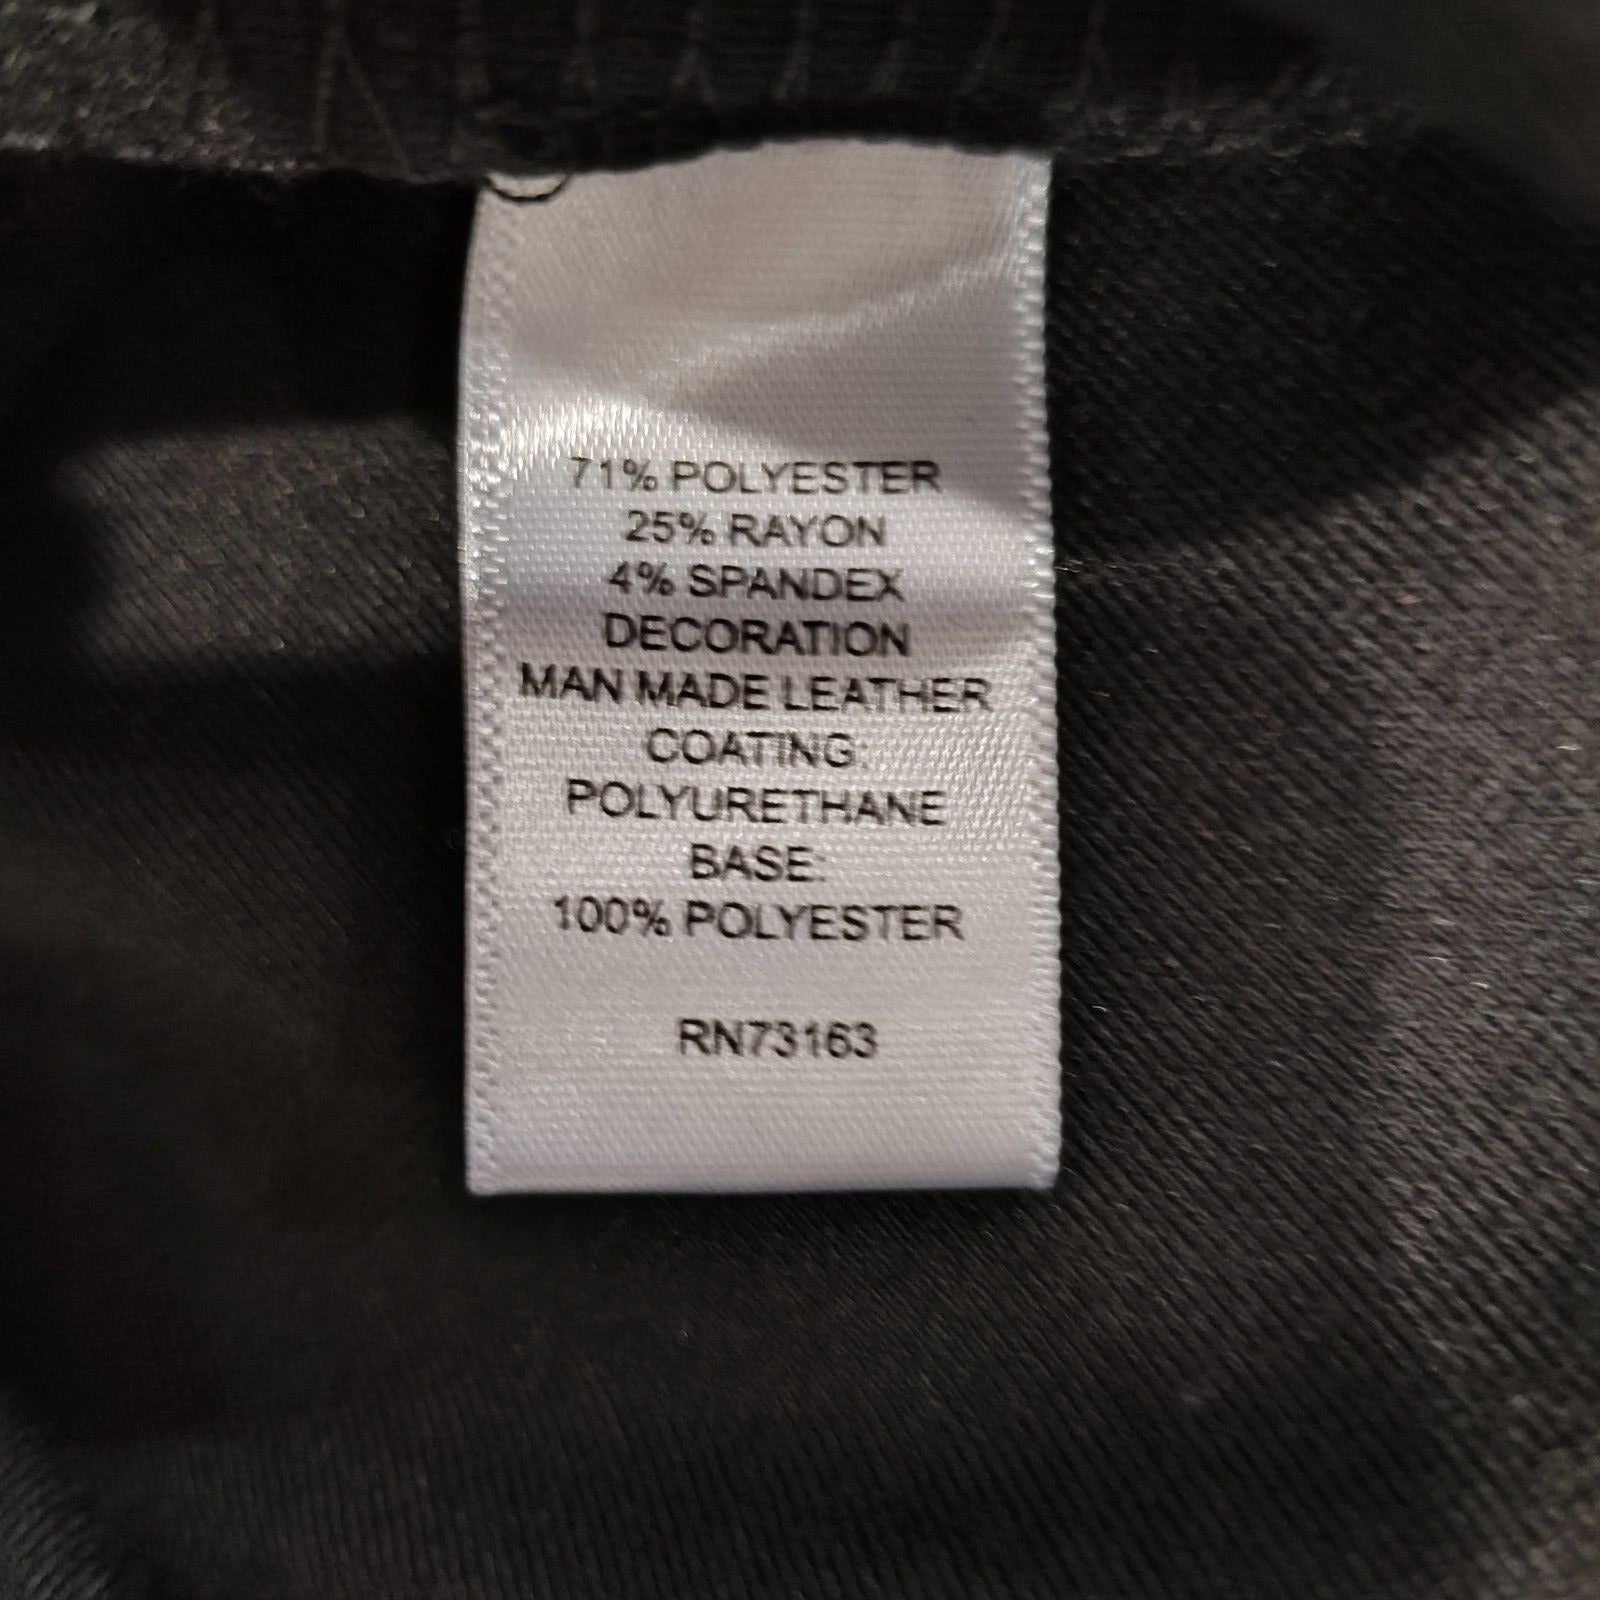 71% POLYESTER
25% RAYON
4% SPANDEX
DECORATION
MAN MADE LEATHER
COATING:
POLYURETHANE
BASE:
100% POLYESTER
RN73163